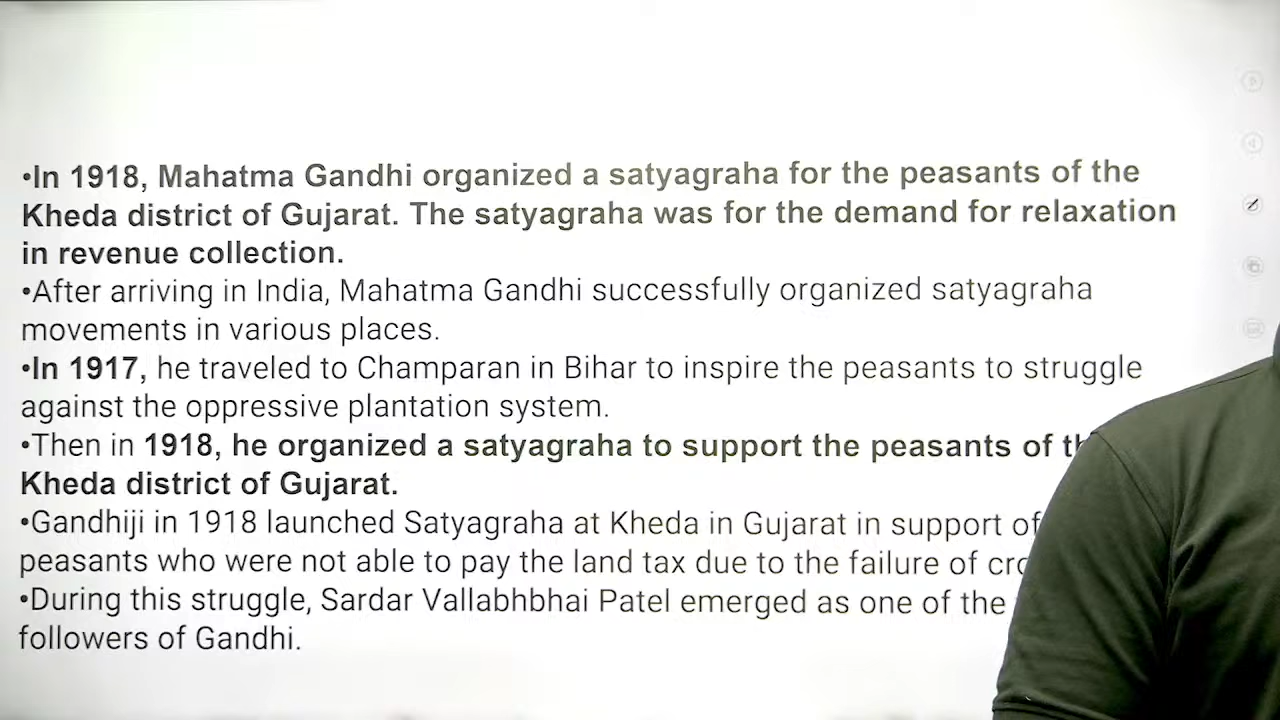 •In 1918, Mahatma Gandhi organized a satyagraha for the peasants of the
Kheda district of Gujarat. The satyagraha was for the demand for relaxation
in revenue collection.
•After arriving in India, Mahatma Gandhi successfully organized satyagraha
movements in various places.
•In 1917, he traveled to Champaran in Bihar to inspire the peasants to struggle
against the oppressive plantation system.
•Then in 1918, he organized a satyagraha to support the peasants of
Kheda district of Gujarat.
•Gandhiji in 1918 launched Satyagraha at Kheda in Gujarat in support of
peasants who were not able to pay the land tax due to the failure of
•During this struggle, Sardar Vallabhbhai Patel emerged as one of the
followers of Gandhi.